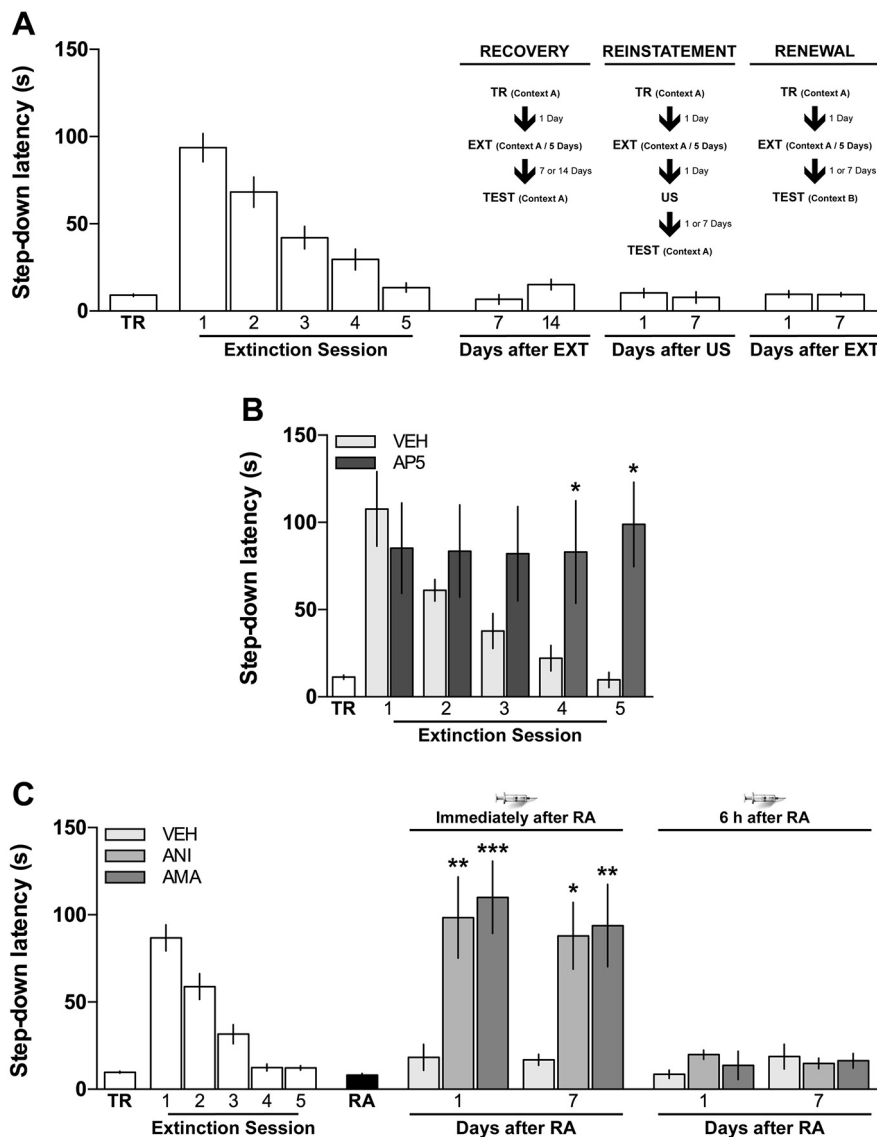 A
Step-down latency (s)
150
100
50
0
TR
1 2 3 4 5
Extinction Session
RECOVERY
TR (Context A)
1 Day
EXT (Context A / 5 Days)
7 or 14 Days
TEST (Context A)
7 14
Days after EXT
REINSTATEMENT
TR (Context A)
1 Day
EXT (Context A / 5 Days)
1 Day
US
1 or 7 Days
TEST (Context A)
1 7
Days after US
RENEWAL
TR (Context A)
1 Day
EXT (Context A / 5 Days)
1 or 7 Days
TEST (Context B)
1 7
Days after EXT
B
Step-down latency (s)
150
100
50
0
VEH
AP5
* *
TR
1 2 3 4 5
Extinction Session
C
Step-down latency (s)
150
100
50
0
VEH
ANI
AMA
TR
1 2 3 4 5
Extinction Session
RA
Immediately after RA
** *** * **
1 7
Days after RA
6 h after RA
1 7
Days after RA